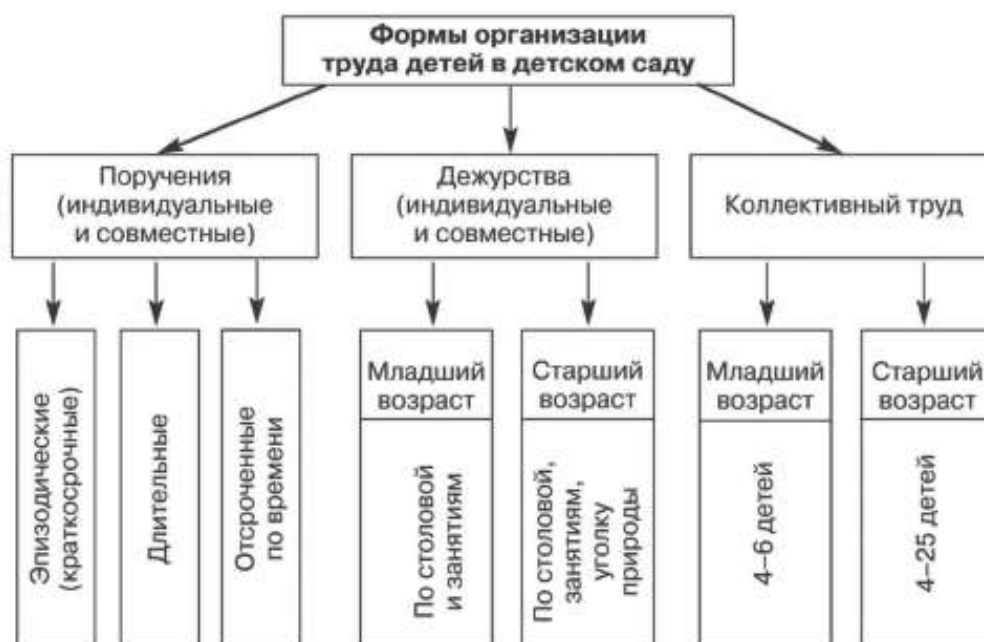 Формы организации
труда детей в детском саду
Поручения
(индивидуальные
и совместные)
Дежурства
(индивидуальные
и совместные)
Коллективный труд
Эпизодические
(краткосрочные)
Длительные
Отсроченные
по времени
Младший
возраст
По столовой
и занятиям
Старший
возраст
По столовой,
занятиям,
уголку
природы
Младший
возраст
4–6 детей
Старший
возраст
4–25 детей